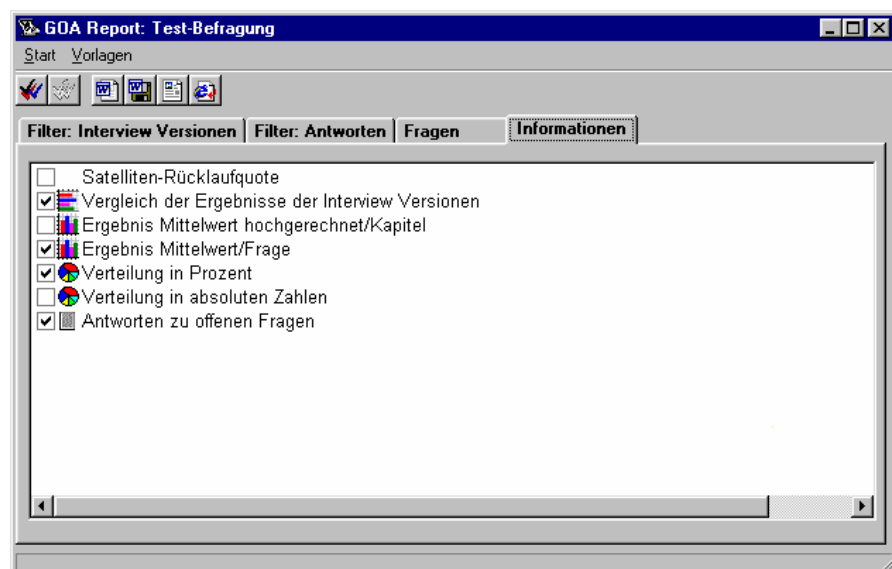 GOA Report: Test-Befragung
Start Vorlagen
Filter: Interview Versionen Filter: Antworten Fragen Informationen
Satelliten-Rücklaufquote
Vergleich der Ergebnisse der Interview Versionen
Ergebnis Mittelwert hochgerechnet/Kapitel
Ergebnis Mittelwert/Frage
Verteilung in Prozent
Verteilung in absoluten Zahlen
Antworten zu offenen Fragen